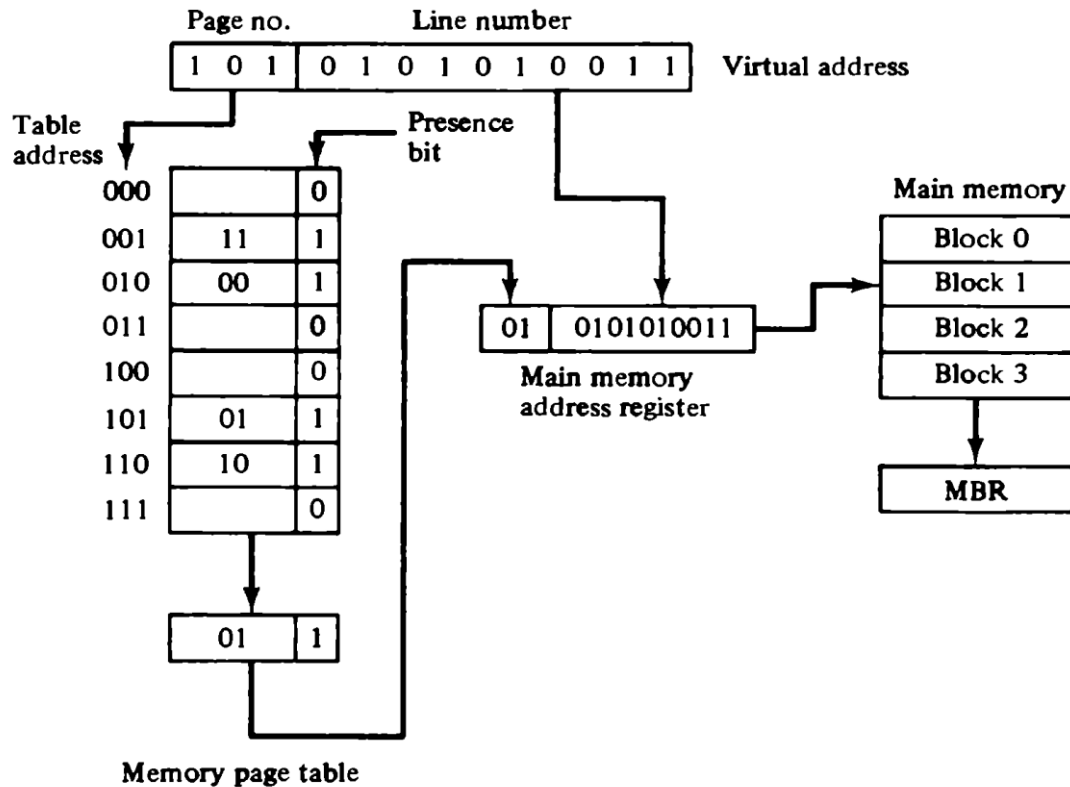 Page no. Line number
1 0 1 0 1 0 1 0 1 0 0 1 1 Virtual address
Table
address
Presence
bit
000 0
001 11 1
010 00 1
011 0
100 0
101 01 1
110 10 1
111 0
01 1
Memory page table
01 0101010011
Main memory
address register
Main memory
Block 0
Block 1
Block 2
Block 3
MBR